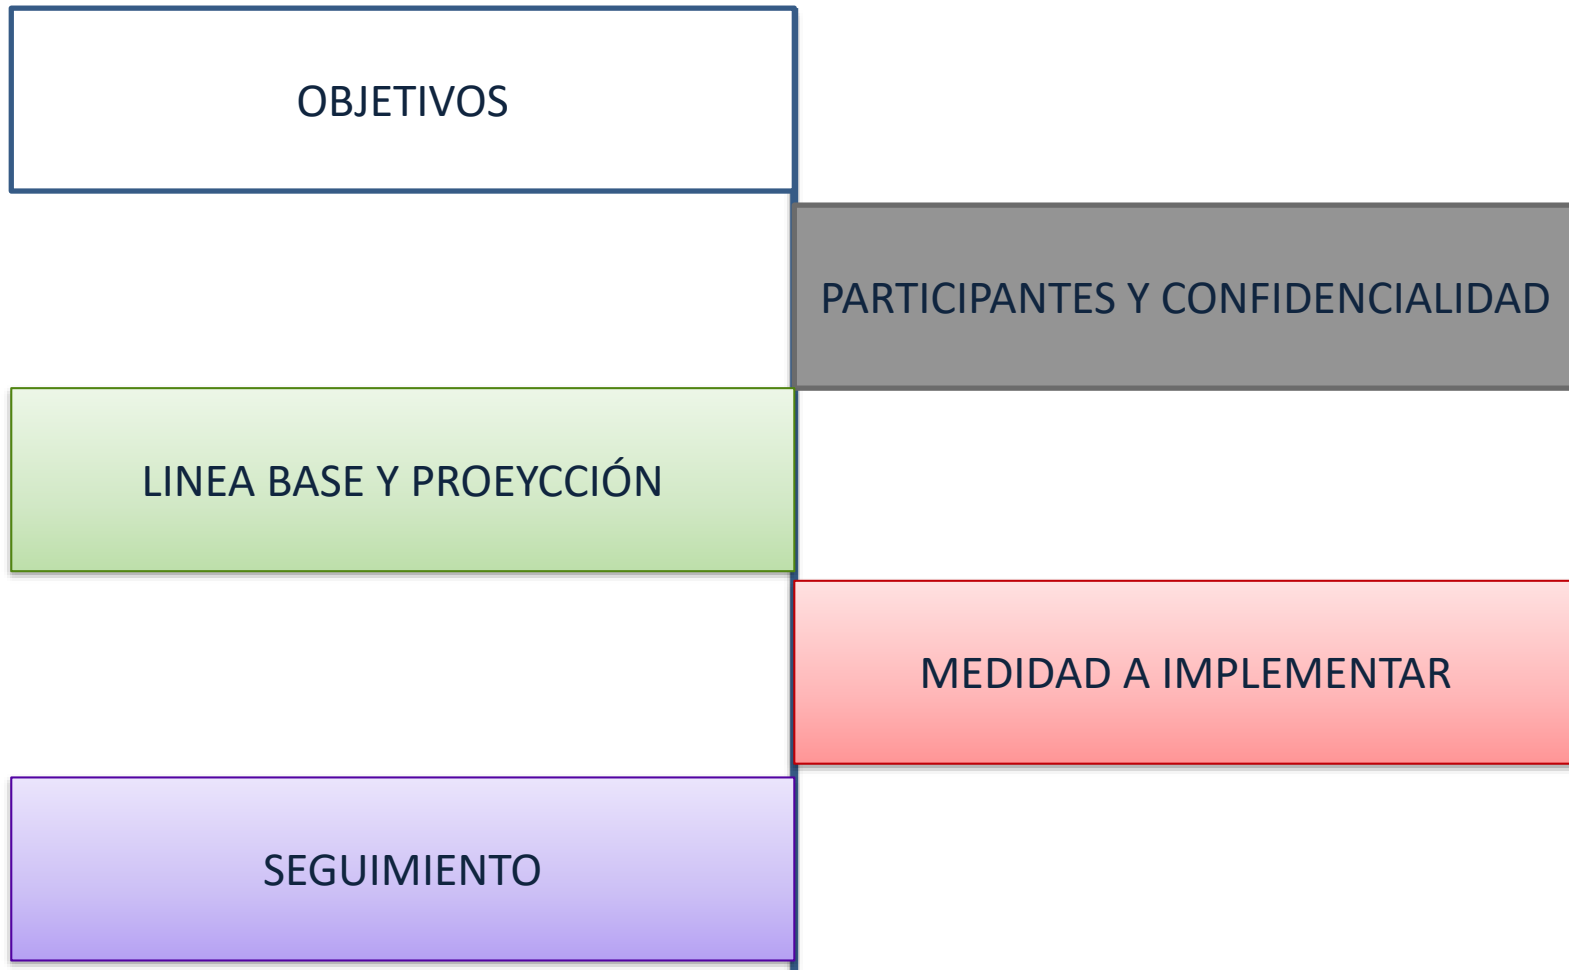 OBJETIVOS
PARTICIPANTES Y CONFIDENCIALIDAD
LINEA BASE Y PROEYCCIÓN
MEDIDAD A IMPLEMENTAR
SEGUIMIENTO